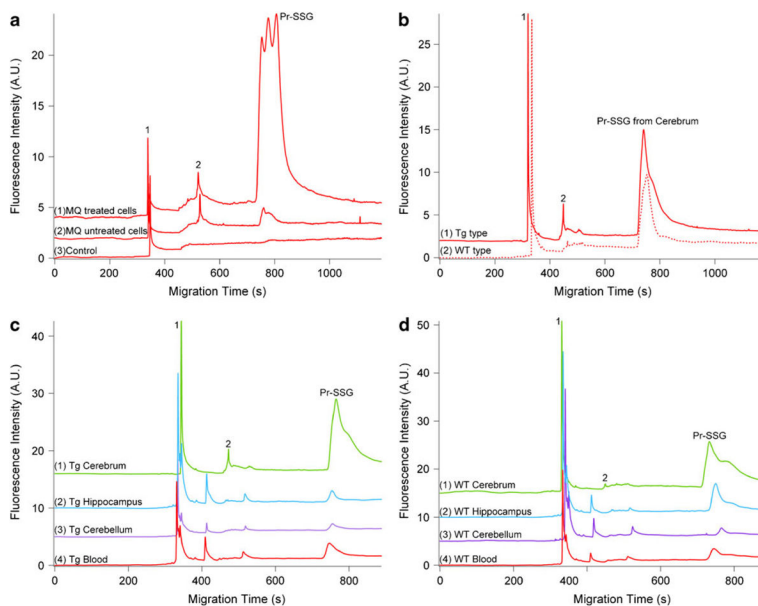 a
Fluorescence Intensity (A.U.)
20
15
10
5
0
1
2
Pr-SSG
(1)MQ treated cells
(2)MQ untreated cells
(3)Control
0 200 400 600 800 1000
Migration Time (s)
b
Fluorescence Intensity (A.U.)
25
20
15
10
5
0
1
2
Pr-SSG from Cerebrum
(1) Tg type
(2) WT type
0 200 400 600 800 1000
Migration Time (s)
c
Fluorescence Intensity (A.U.)
40
30
20
10
0
1
2
Pr-SSG
(1) Tg Cerebrum
(2) Tg Hippocampus
(3) Tg Cerebellum
(4) Tg Blood
0 200 400 600 800
Migration Time (s)
d
Fluorescence Intensity (A.U.)
50
40
30
20
10
0
1
2
Pr-SSG
(1) WT Cerebrum
(2) WT Hippocampus
(3) WT Cerebellum
(4) WT Blood
0 200 400 600 800
Migration Time (s)